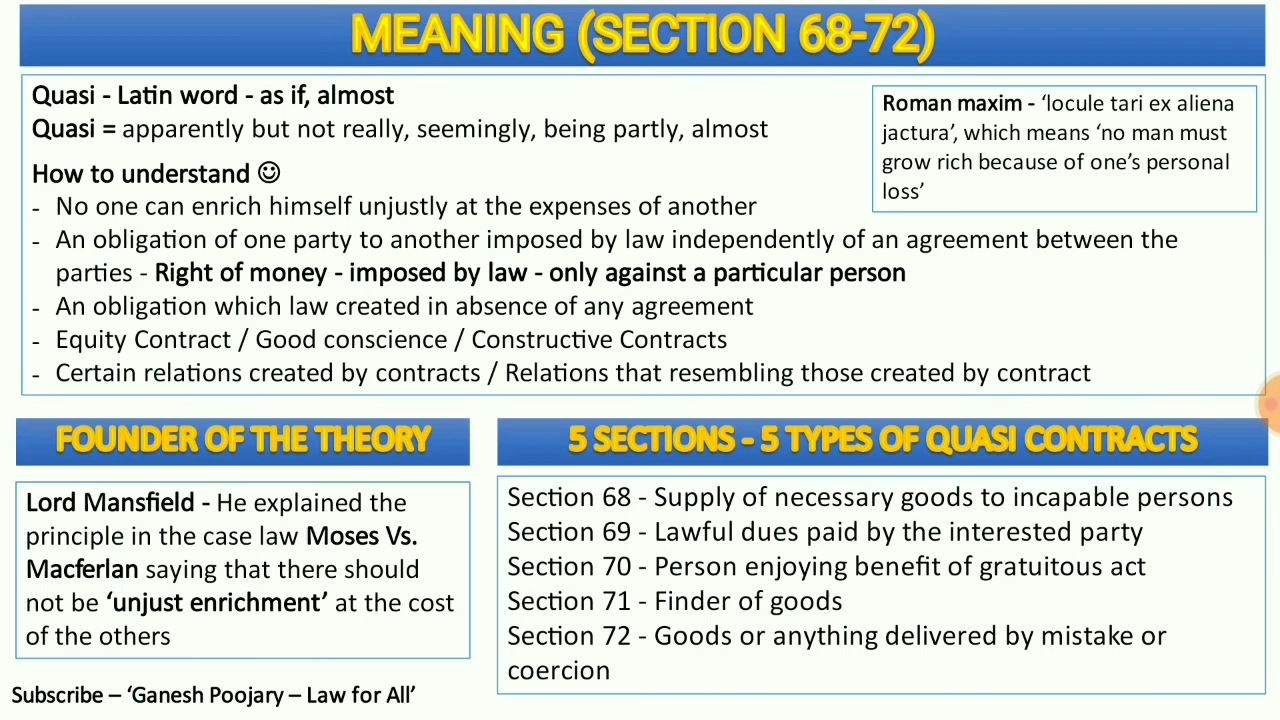 MEANING (SECTION 68-72)
Quasi - Latin word - as if, almost
Quasi = apparently but not really, seemingly, being partly, almost
How to understand ☺
- No one can enrich himself unjustly at the expenses of another
- An obligation of one party to another imposed by law independently of an agreement between the
parties - Right of money - imposed by law - only against a particular person
- An obligation which law created in absence of any agreement
- Equity Contract / Good conscience / Constructive Contracts
- Certain relations created by contracts / Relations that resembling those created by contract
Roman maxim - ‘locule tari ex aliena
jactura’, which means ‘no man must
grow rich because of one’s personal
loss’
FOUNDER OF THE THEORY
Lord Mansfield - He explained the
principle in the case law Moses Vs.
Macferlan saying that there should
not be ‘unjust enrichment’ at the cost
of the others
5 SECTIONS - 5 TYPES OF QUASI CONTRACTS
Section 68 - Supply of necessary goods to incapable persons
Section 69 - Lawful dues paid by the interested party
Section 70 - Person enjoying benefit of gratuitous act
Section 71 - Finder of goods
Section 72 - Goods or anything delivered by mistake or
coercion
Subscribe – ‘Ganesh Poojary – Law for All’